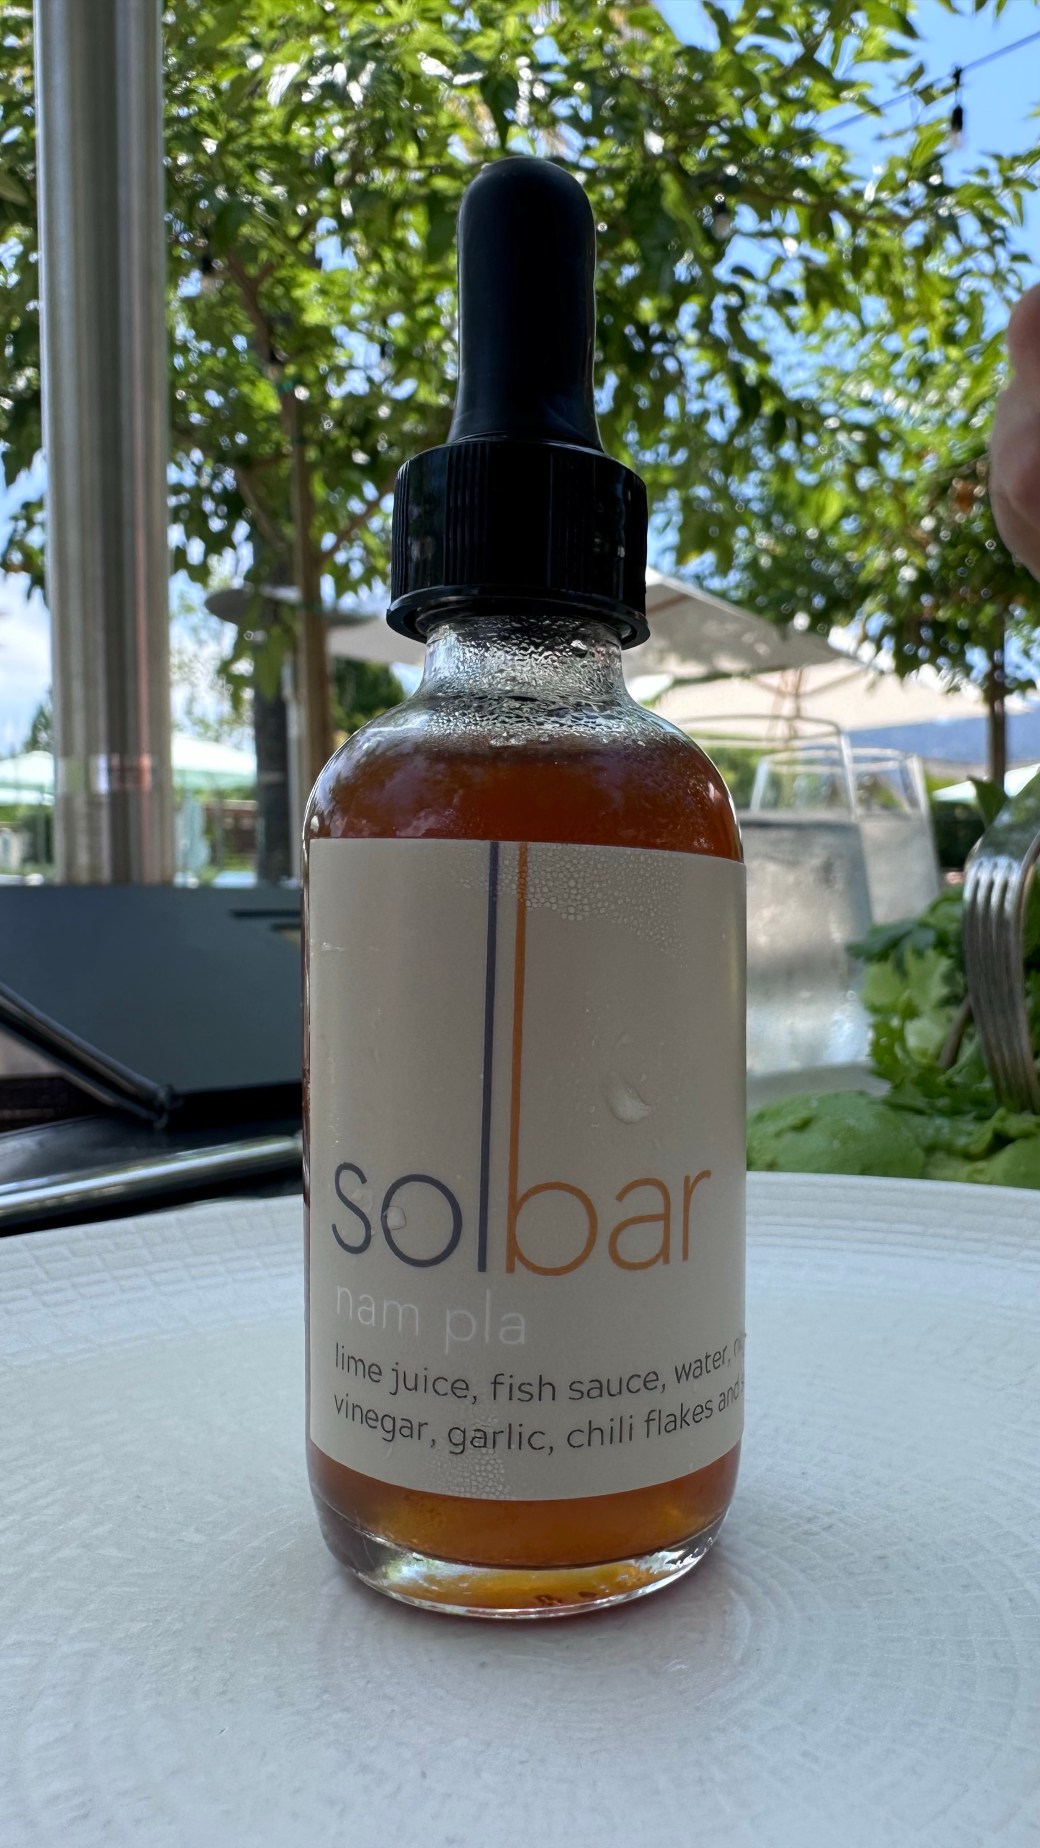 solbar
nam pla
lime juice, fish sauce, water,
vinegar, garlic, chili flakes and